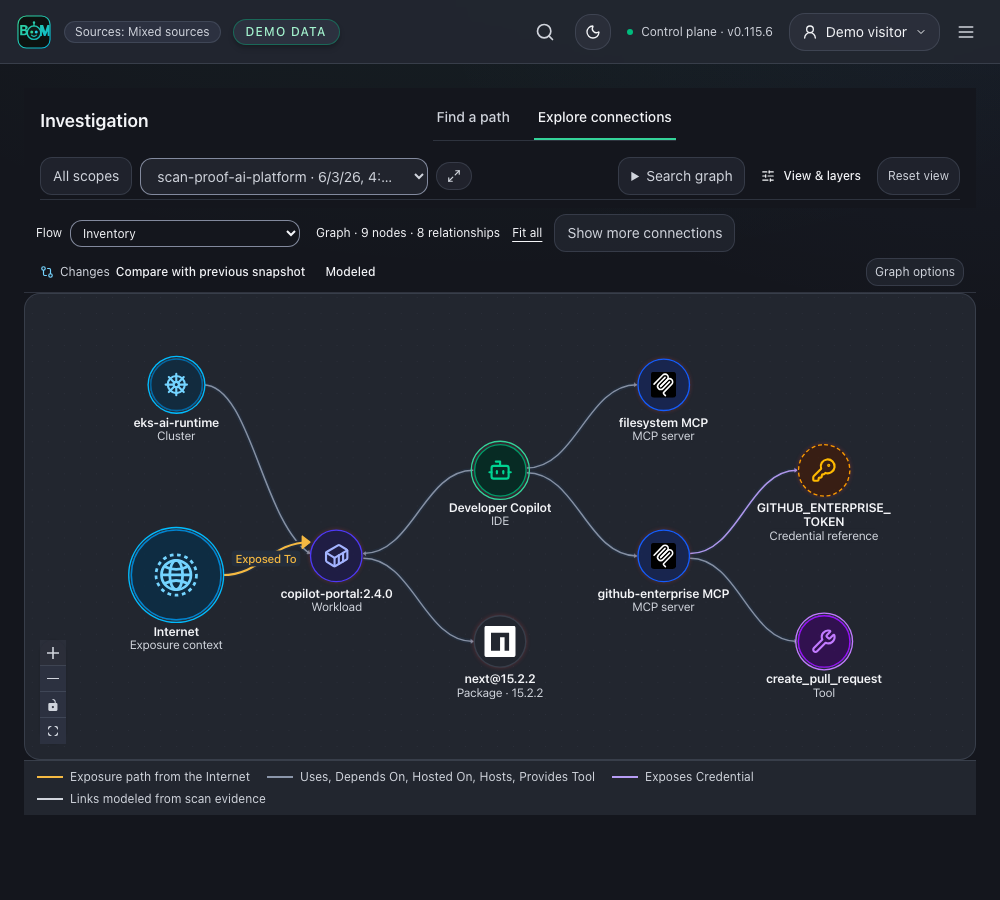 BOM
Sources: Mixed sources
DEMO DATA
Control plane · v0.115.6
Demo visitor
Investigation
Find a path
Explore connections
All scopes
scan-proof-ai-platform · 6/3/26, 4:...
Search graph
View & layers
Reset view
Flow
Inventory
Graph · 9 nodes · 8 relationships
Fit all
Show more connections
Changes
Compare with previous snapshot
Modeled
Graph options
eks-ai-runtime
Cluster
filesystem MCP
MCP server
Developer Copilot
IDE
GITHUB_ENTERPRISE_
TOKEN
Credential reference
Exposed To
Internet
Exposure context
copilot-portal:2.4.0
Workload
github-enterprise MCP
MCP server
next@15.2.2
Package · 15.2.2
create_pull_request
Tool
Exposure path from the Internet
Uses, Depends On, Hosted On, Hosts, Provides Tool
Exposes Credential
Links modeled from scan evidence